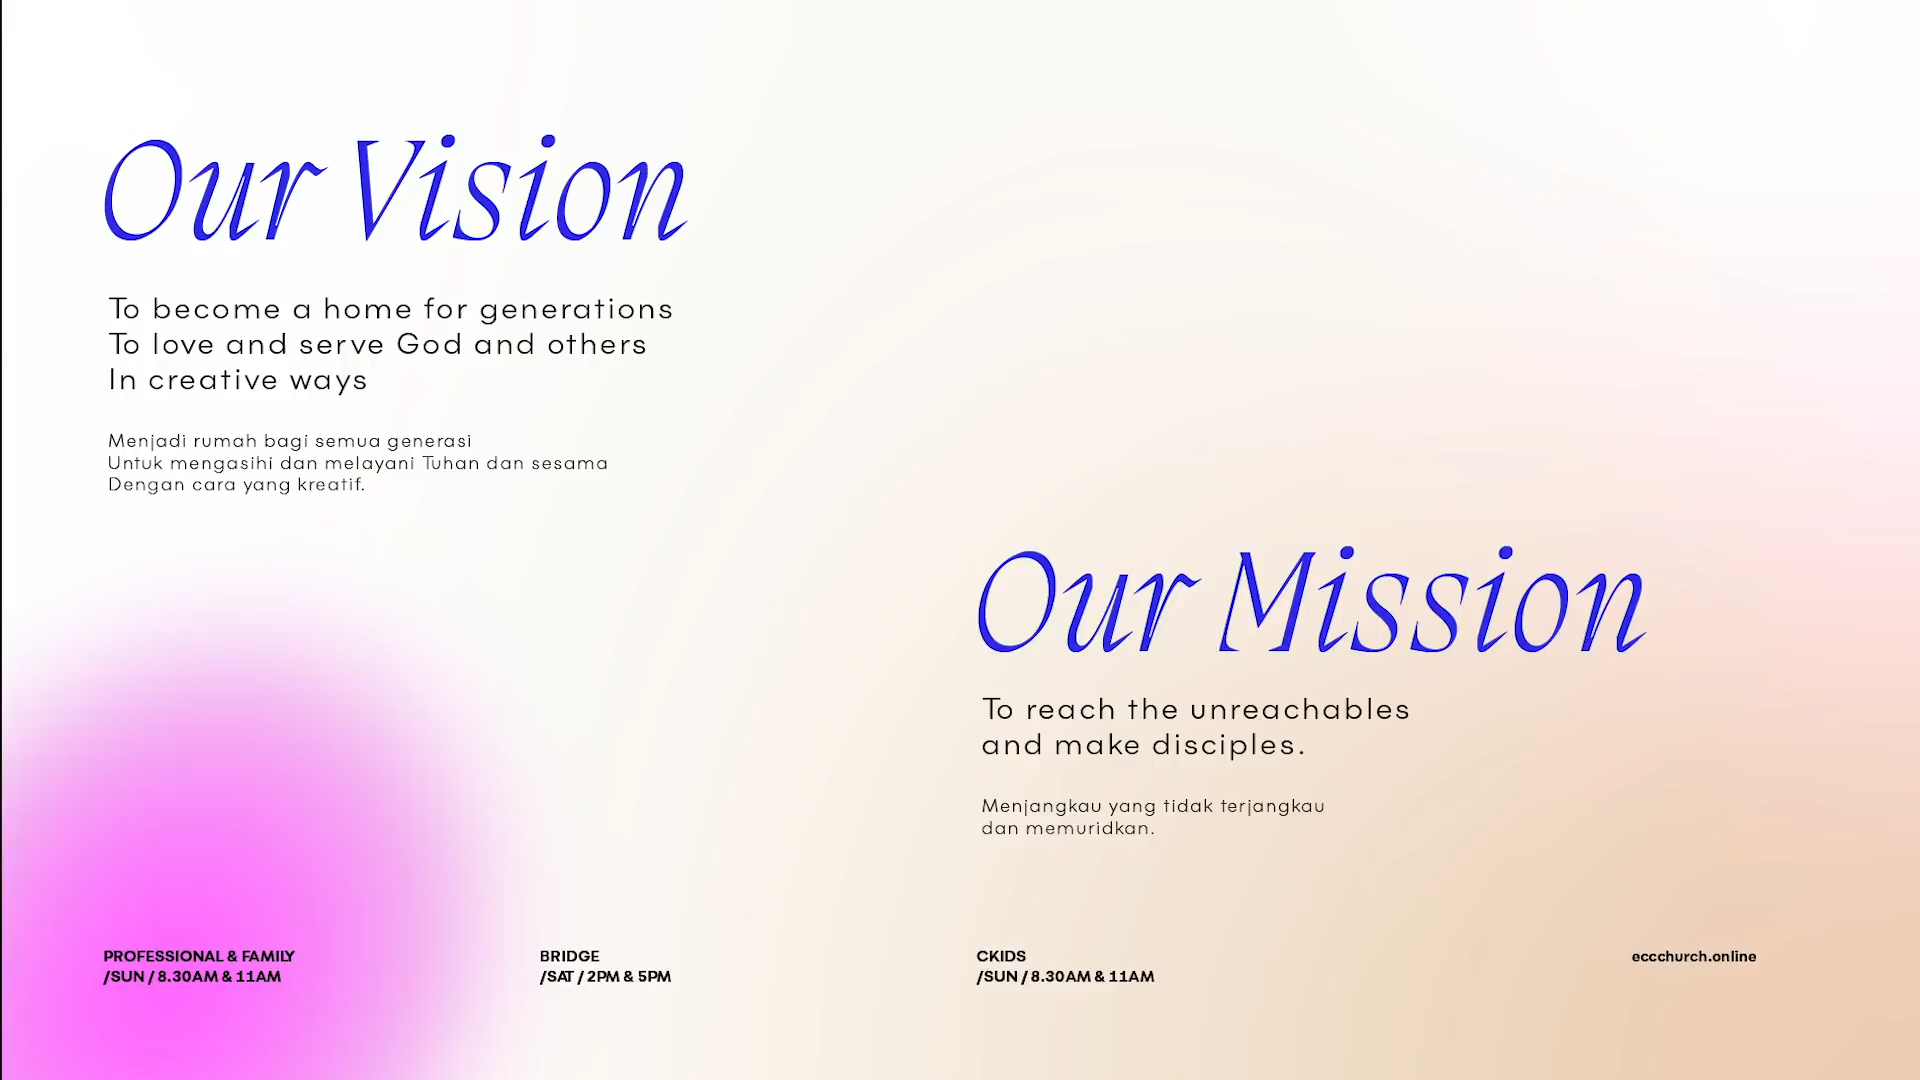 Our Vision
To become a home for generations
To love and serve God and others
In creative ways
Menjadi rumah bagi semua generasi
Untuk mengasihi dan melayani Tuhan dan sesama
Dengan cara yang kreatif.
Our Mission
To reach the unreachables
and make disciples.
Menjangkau yang tidak terjangkau
dan memuridkan.
PROFESSIONAL & FAMILY
/SUN / 8.30AM & 11AM
BRIDGE
/SAT / 2PM & 5PM
CKIDS
/SUN / 8.30AM & 11AM
eccchurch.online